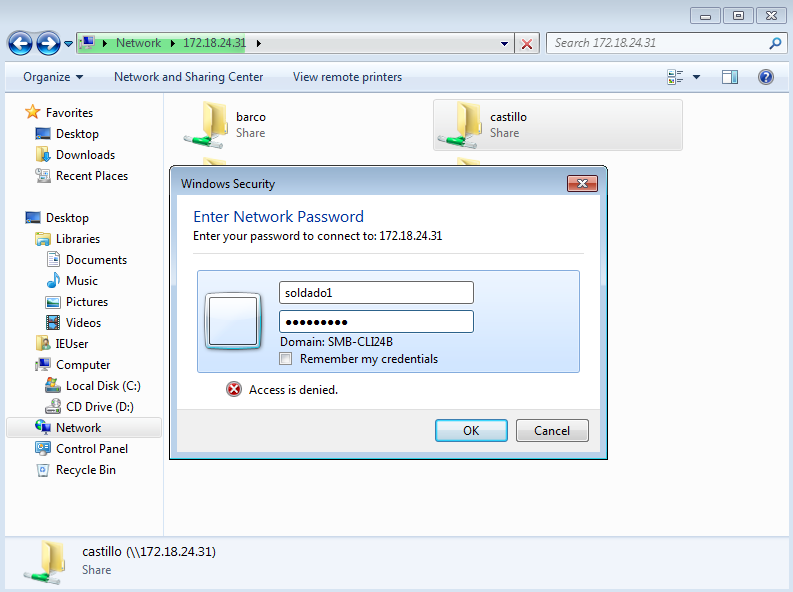 Network 172.18.24.31
Search 172.18.24.31
Organize Network and Sharing Center View remote printers
Favorites
Desktop
Downloads
Recent Places
Desktop
Libraries
Documents
Music
Pictures
Videos
IEUser
Computer
Local Disk (C:)
CD Drive (D:)
Network
Control Panel
Recycle Bin
barco
Share
castillo
Share
Windows Security
Enter Network Password
Enter your password to connect to: 172.18.24.31
soldado1
●●●●●●●●●
Domain: SMB-CLI24B
Remember my credentials
Access is denied.
OK Cancel
castillo (\\172.18.24.31)
Share